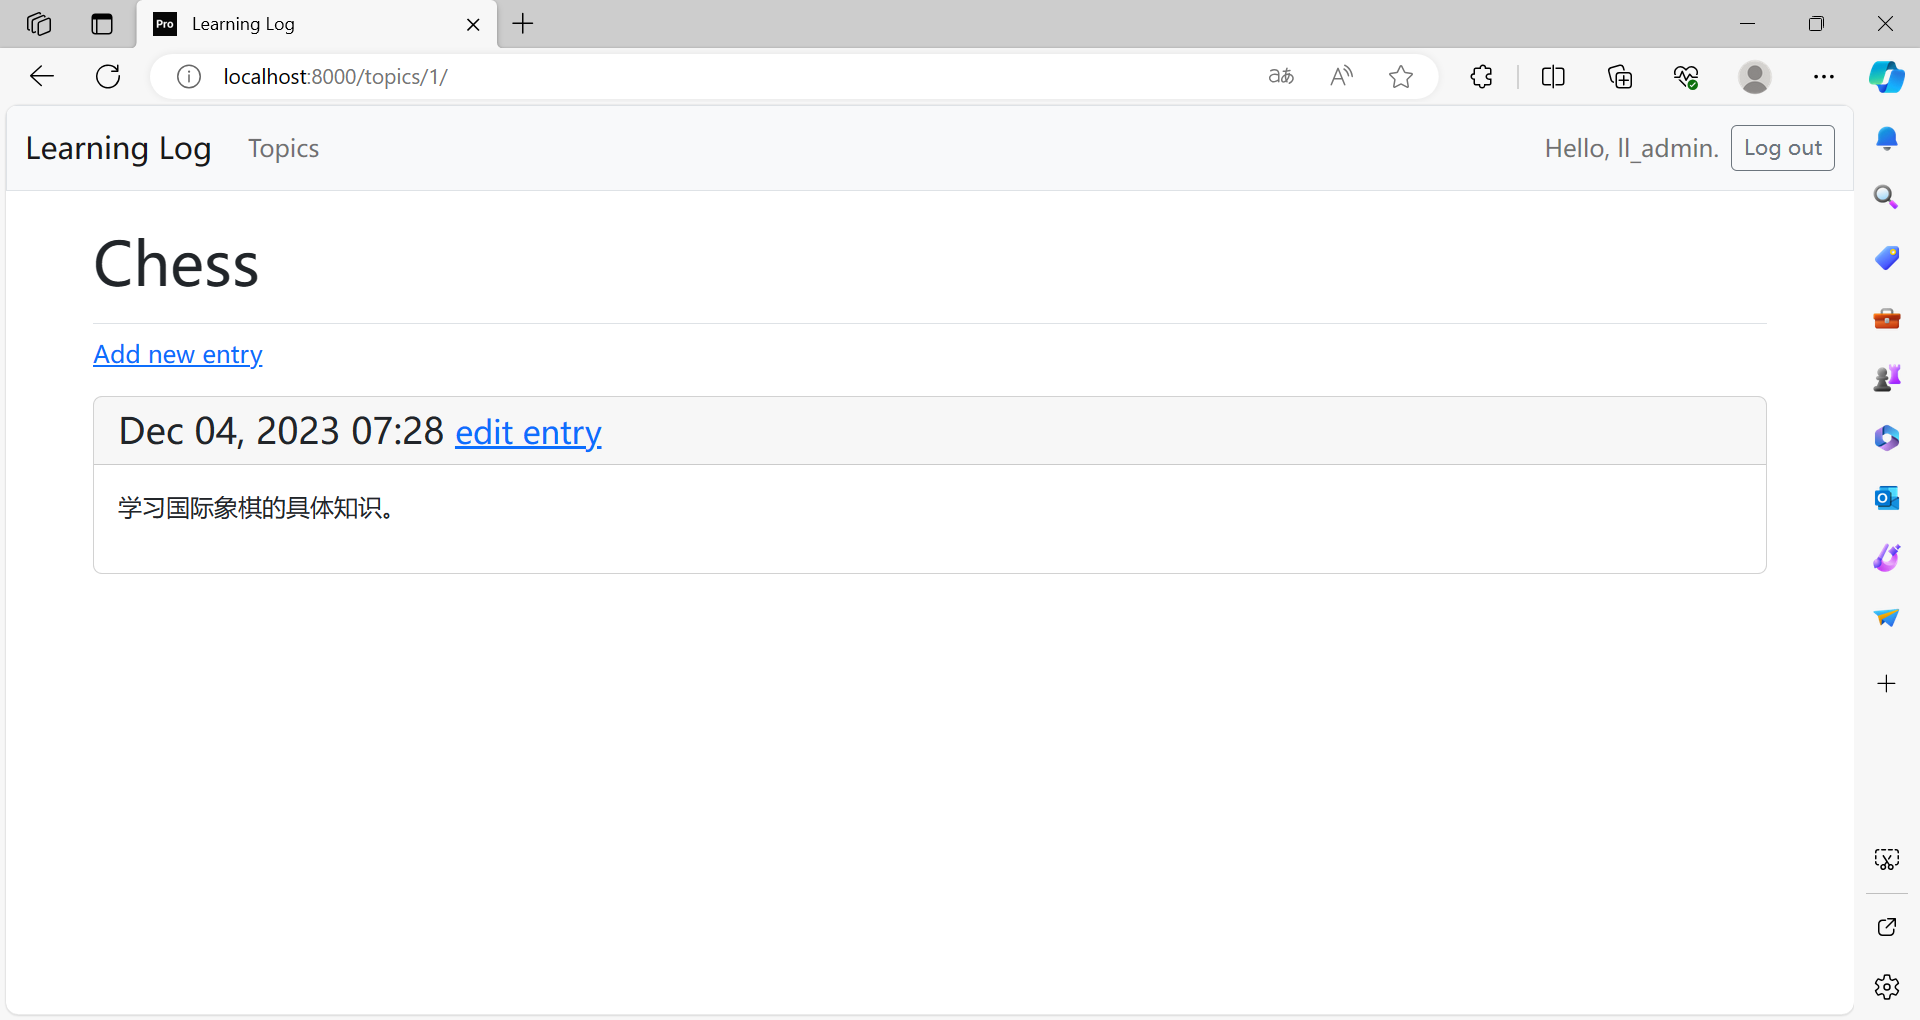 Pro Learning Log
localhost:8000/topics/1/
Learning Log Topics Hello, ll_admin. Log out
Chess
Add new entry
Dec 04, 2023 07:28 edit entry
学习国际象棋的具体知识。